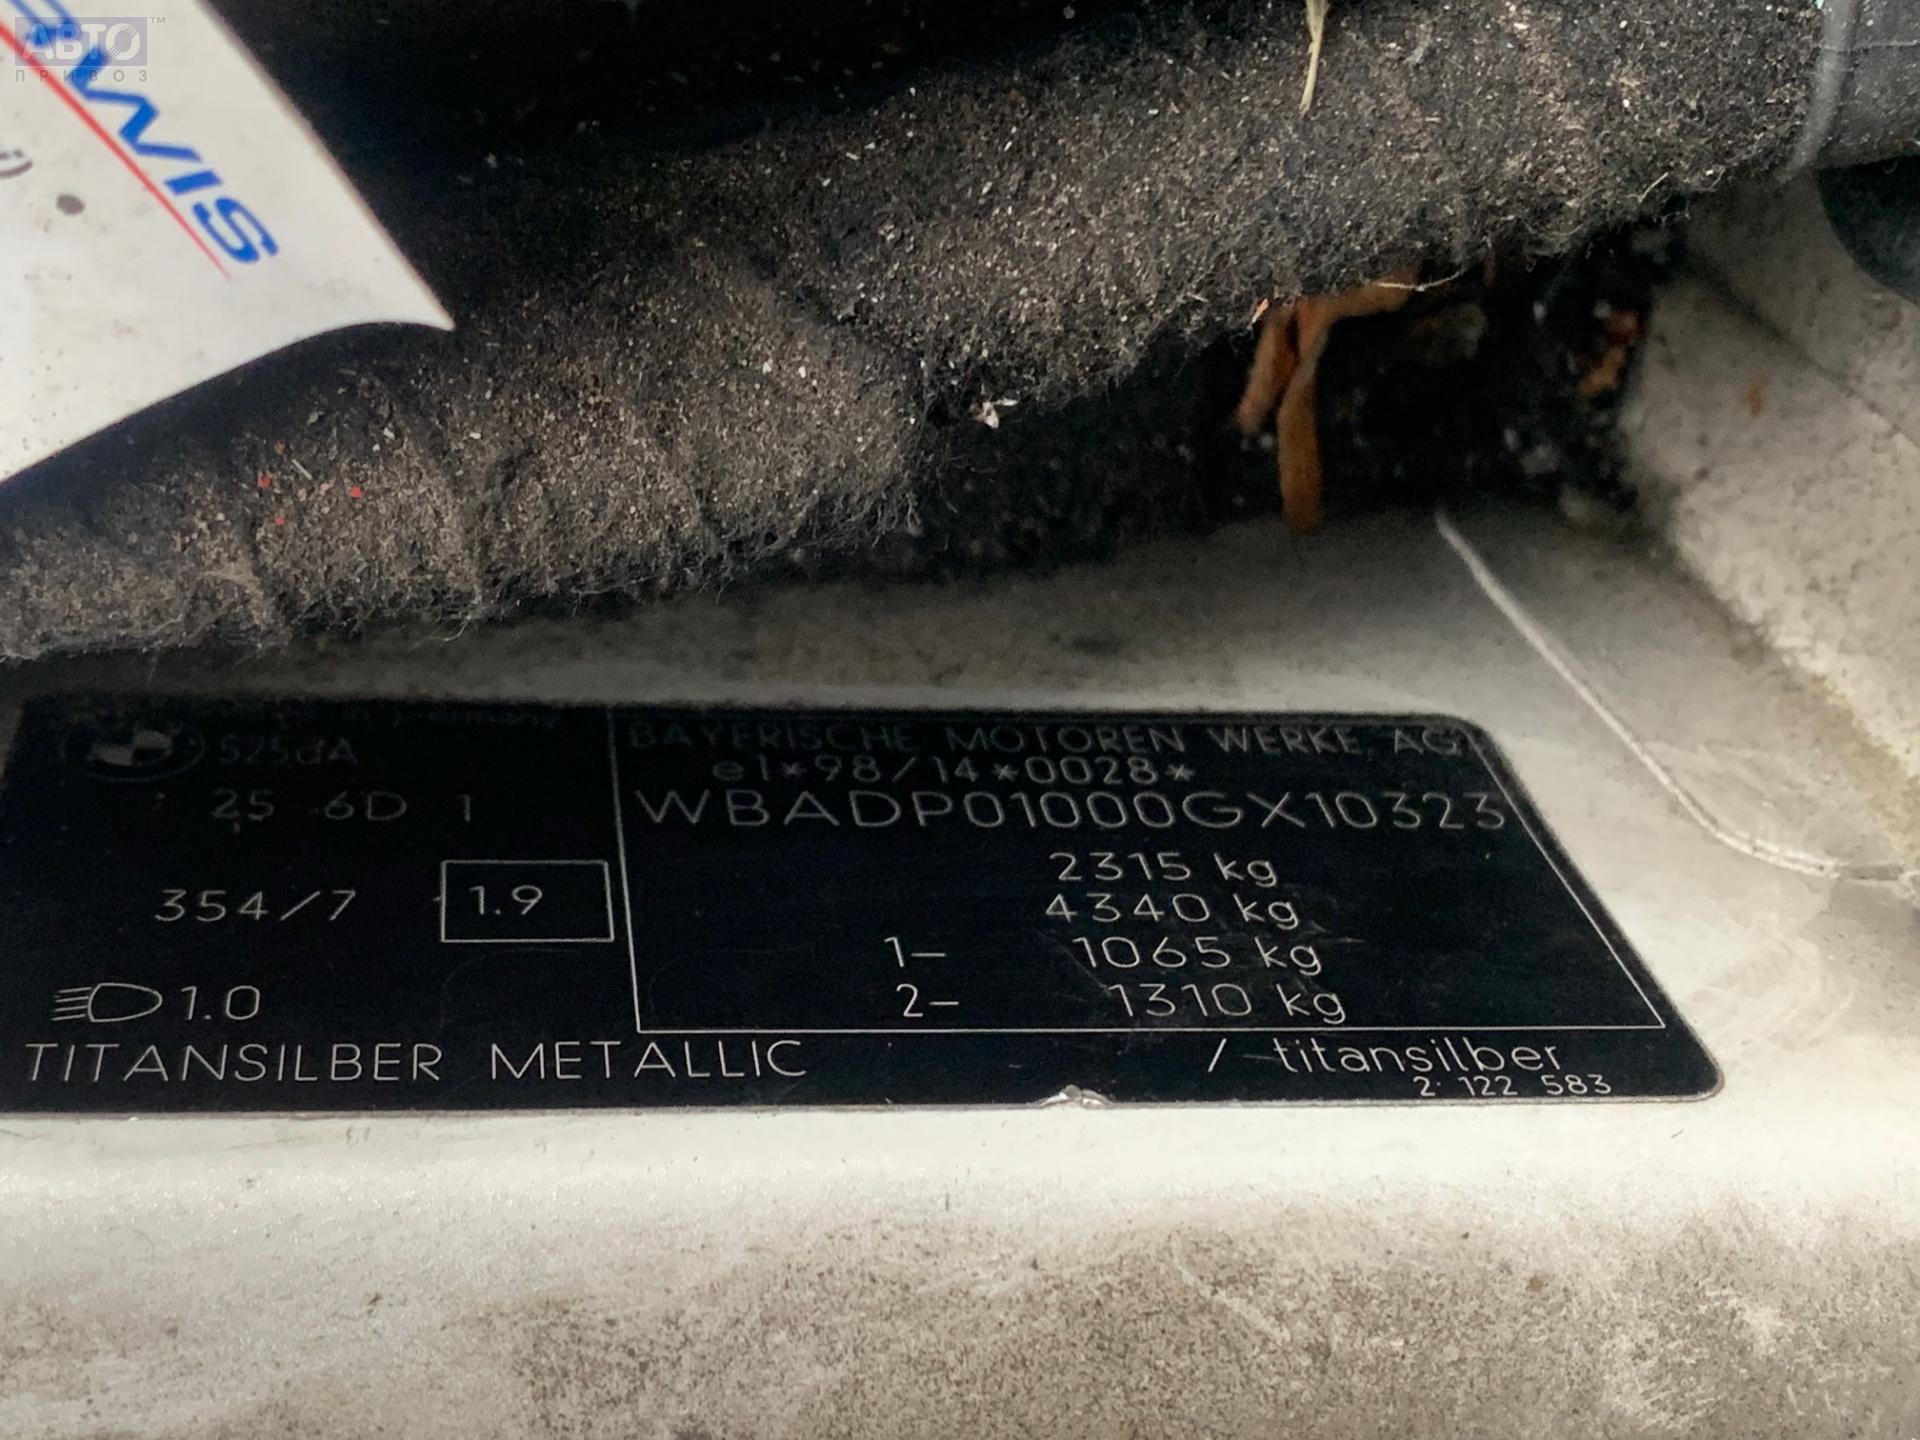 АВТО™
ПРИВОЗ
525dA
25 6D 1
354/7
1.9
1.0
TITANSILBER METALLIC
BAYERISCHE MOTOREN WERKE AG
e1*98/14*0028*
WBADP01000GX10323
2315 kg
4340 kg
1- 1065 kg
2- 1310 kg
/ titansilber
2 122 583